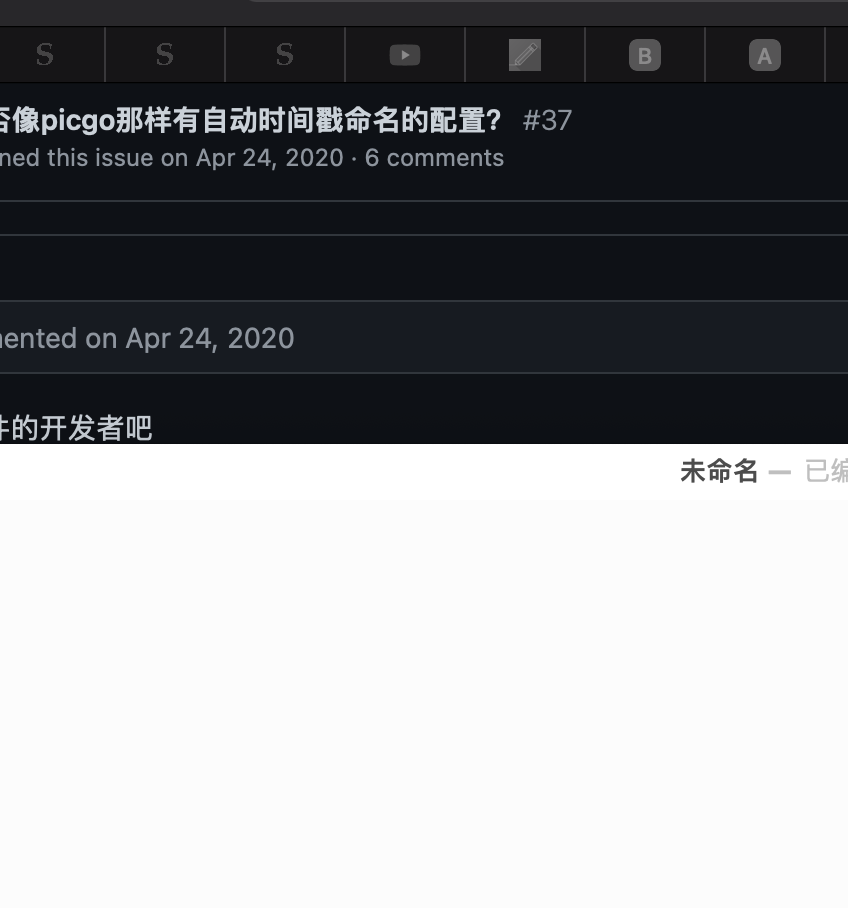 S S S B A
否像picgo那样有自动时间戳命名的配置? #37
ned this issue on Apr 24, 2020 · 6 comments
ented on Apr 24, 2020
件的开发者吧
未命名 — 已编